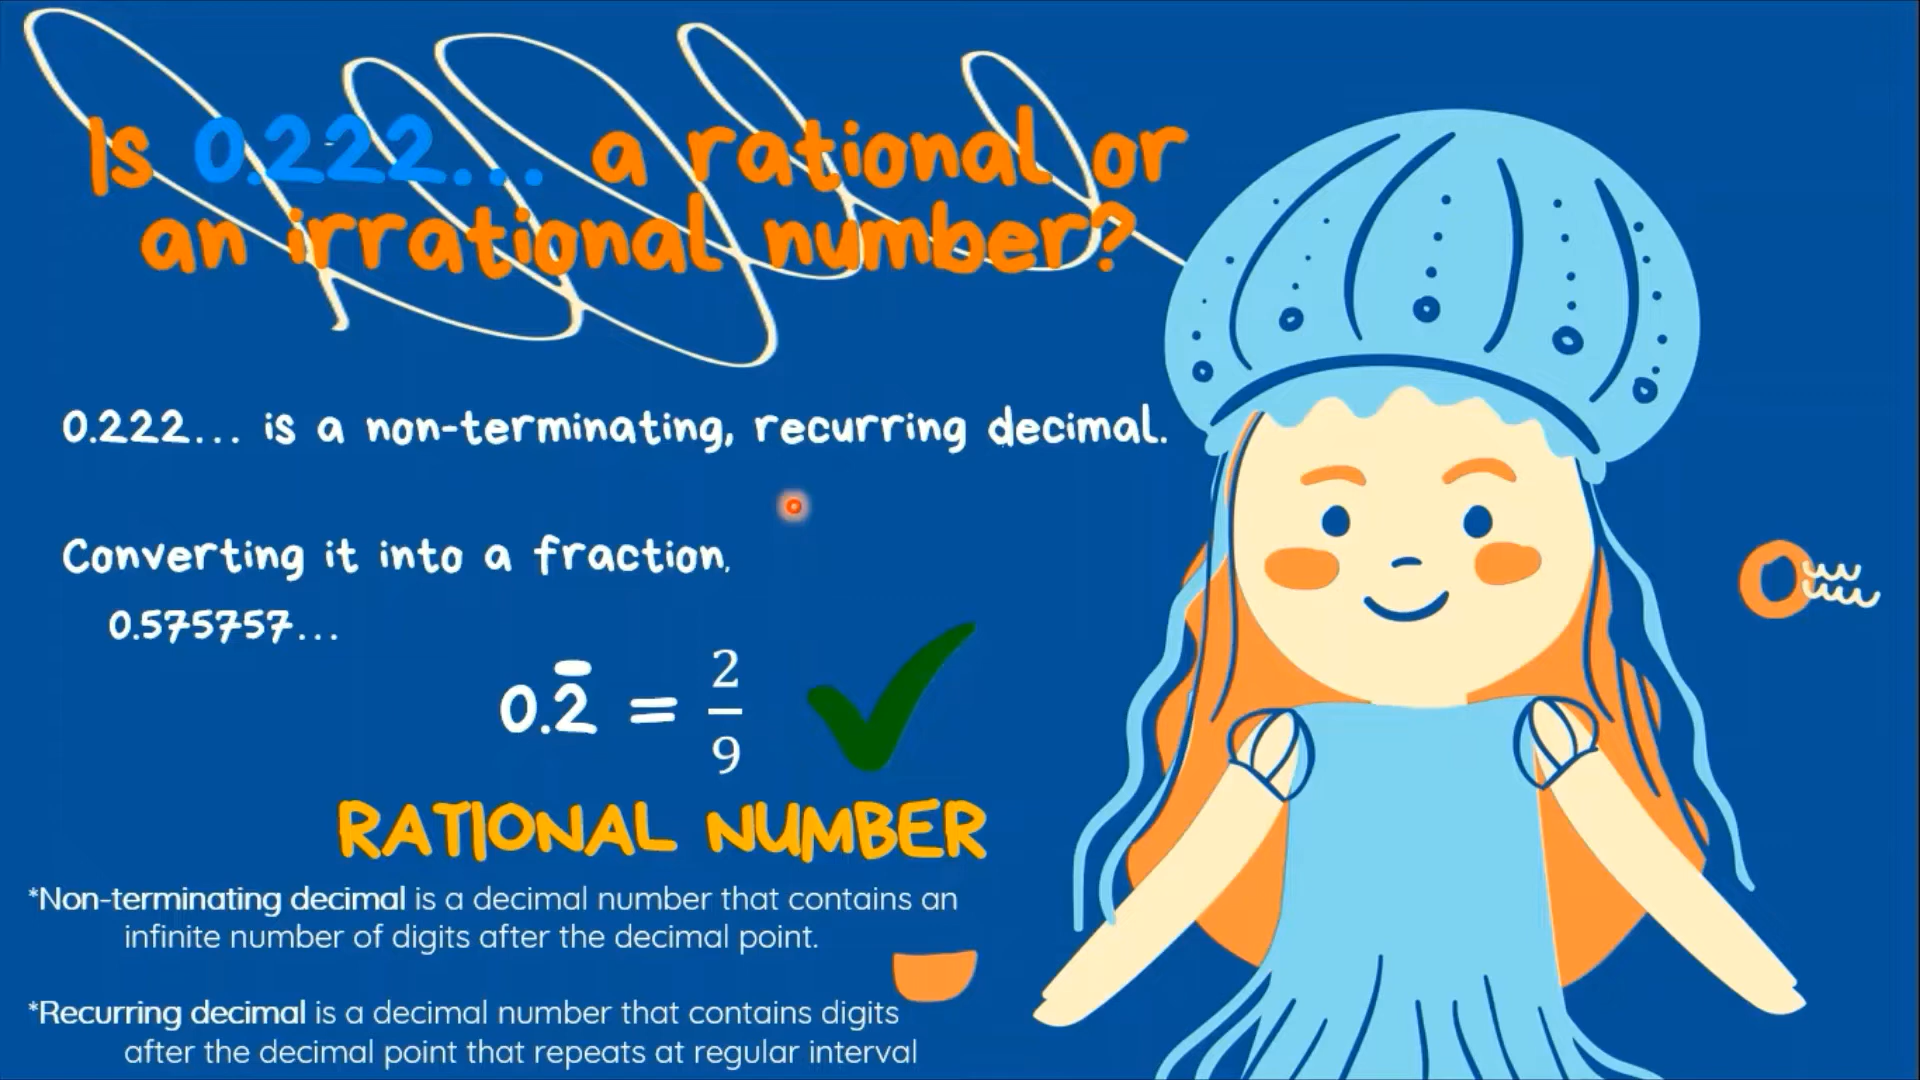 Is 0.222... a rational or
an irrational number?
0.222... is a non-terminating, recurring decimal.
Converting it into a fraction,
0.575757...
0.2̅ = 2/9
RATIONAL NUMBER
*Non-terminating decimal is a decimal number that contains an
infinite number of digits after the decimal point.
*Recurring decimal is a decimal number that contains digits
after the decimal point that repeats at regular interval